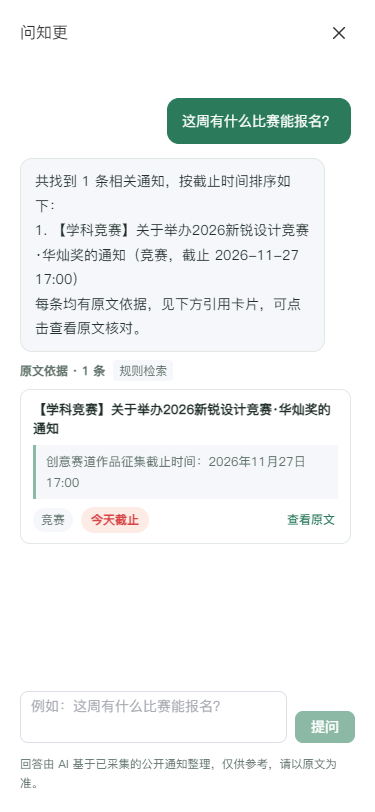 问知更
这周有什么比赛能报名？
共找到 1 条相关通知，按截止时间排序如
下：
1. 【学科竞赛】关于举办2026新锐设计竞赛
·华灿奖的通知（竞赛，截止 2026-11-27
17:00）
每条均有原文依据，见下方引用卡片，可点
击查看原文核对。
原文依据 · 1 条 规则检索
【学科竞赛】关于举办2026新锐设计竞赛·华灿奖的
通知
创意赛道作品征集截止时间：2026年11月27日
17:00
竞赛 今天截止 查看原文
例如：这周有什么比赛能报名？
提问
回答由 AI 基于已采集的公开通知整理，仅供参考，请以原文为
准。